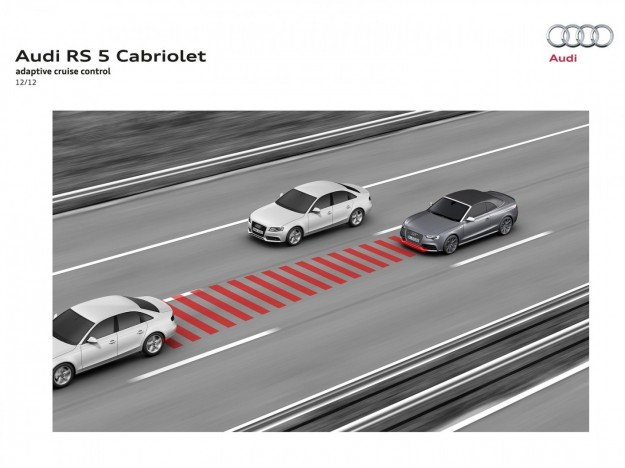 Audi RS 5 Cabriolet
adaptive cruise control
12/12
Audi